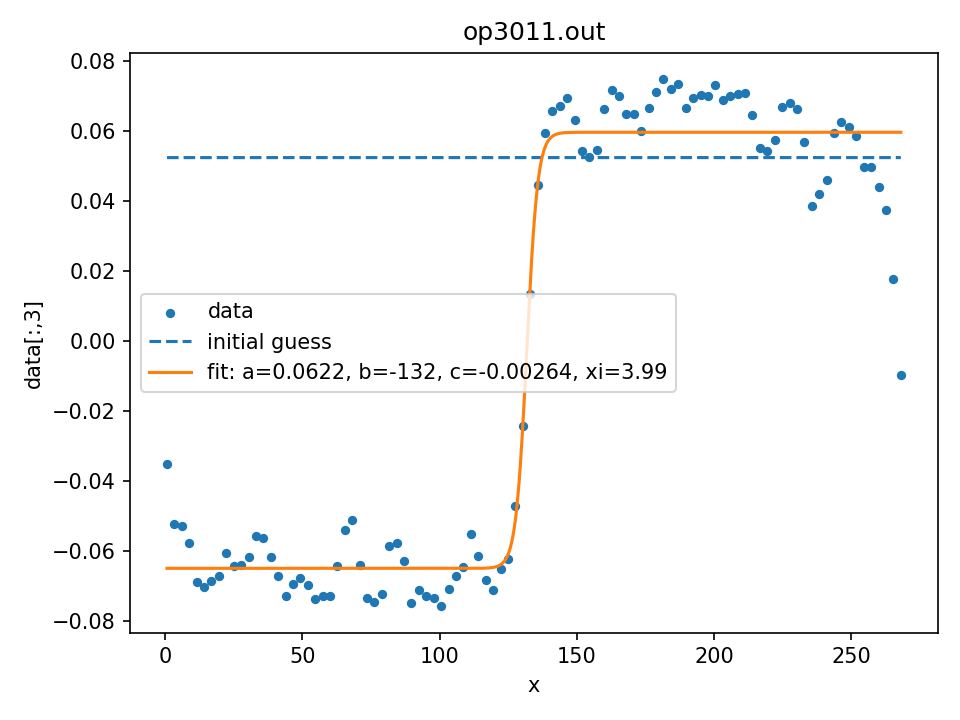 op3011.out
0.08
0.06
0.04
0.02
0.00
−0.02
−0.04
−0.06
−0.08
data[:,3]
data
initial guess
fit: a=0.0622, b=-132, c=-0.00264, xi=3.99
0 50 100 150 200 250
x